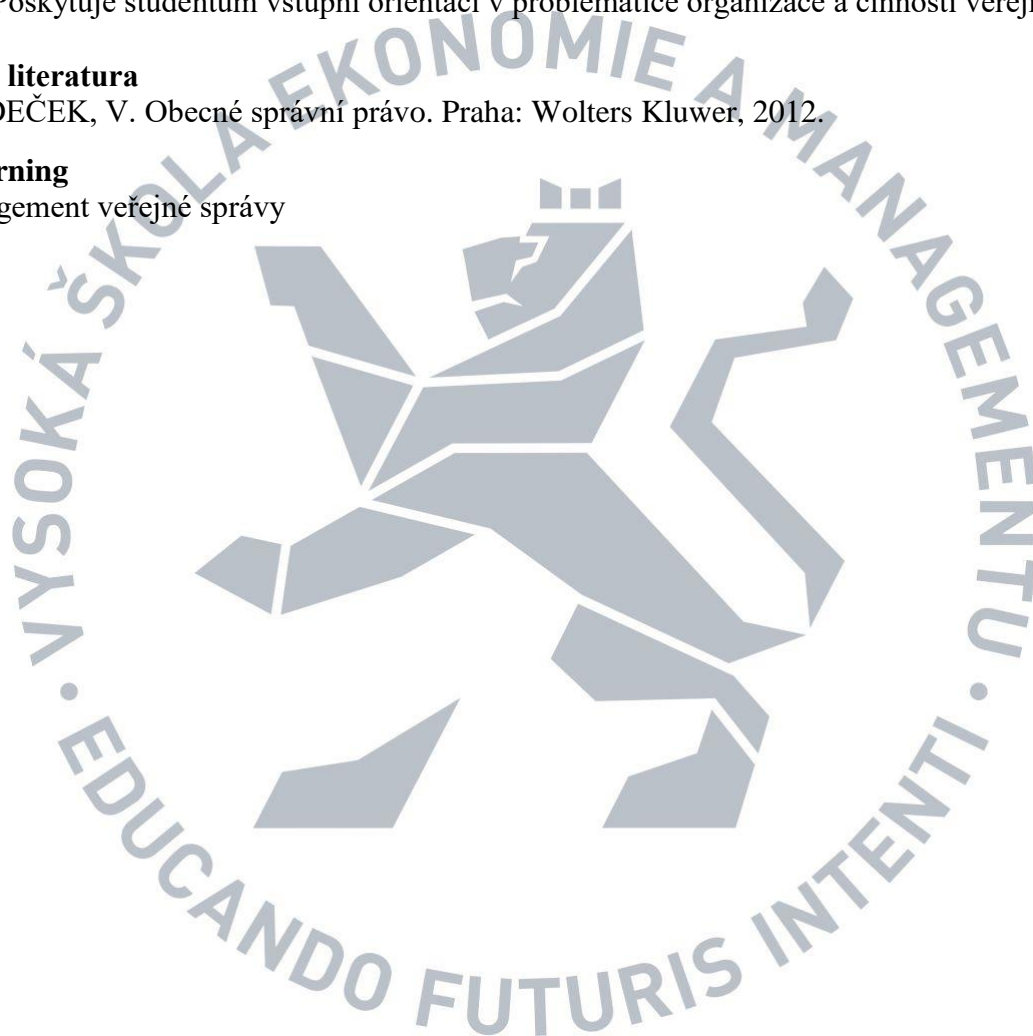 Poskytuje studentům vstupní orientaci v problematice organizace a činnosti
literatura
DEČEK, V. Obecné správní právo. Praha: Wolters Kluwer, 2012.
rning
gement veřejné správy
VYSOKÁ ŠKOLA EKONOMIE A MANAGEMENTU
• EDUCANDO FUTURIS INTENTI •